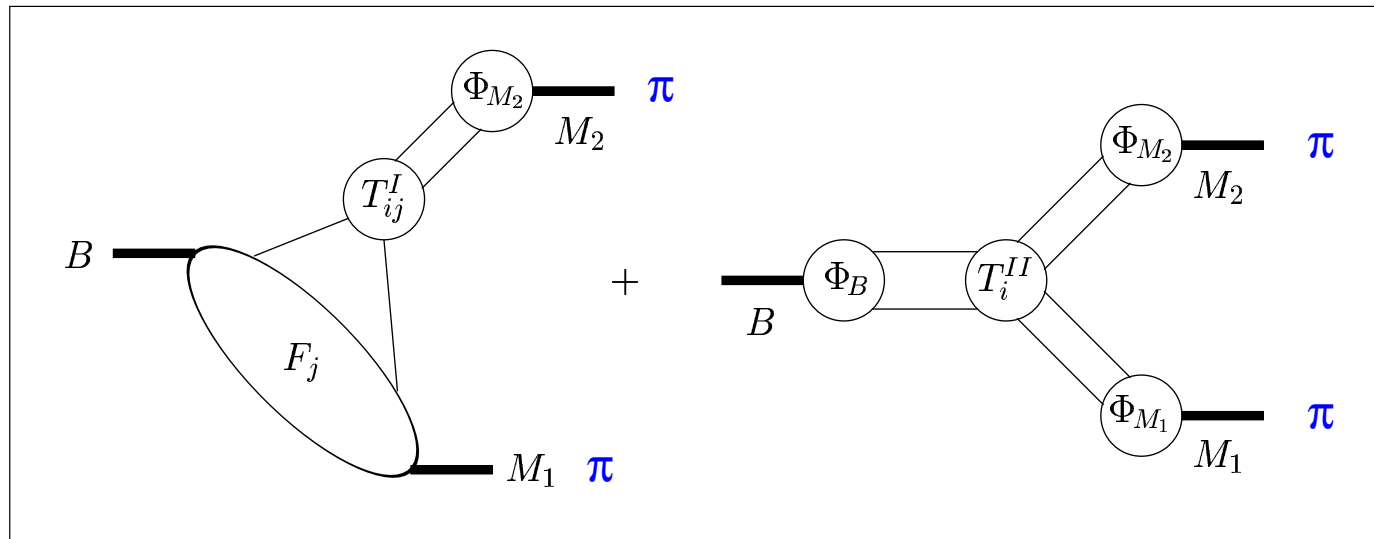 Φ_{M_2} π
M_2
T^I_{ij}
B
F_j
M_1 π
+
Φ_{M_2} π
M_2
Φ_B T^{II}_i
B
Φ_{M_1} π
M_1